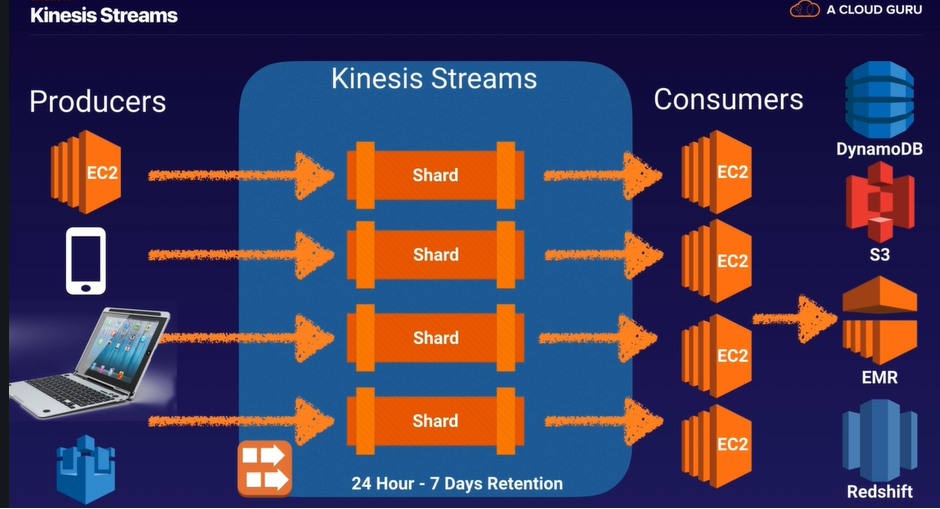 Kinesis Streams
A CLOUD GURU
Kinesis Streams
Producers
Consumers
EC2
Shard
EC2
DynamoDB
Shard
EC2
S3
Shard
EC2
EMR
Shard
EC2
24 Hour - 7 Days Retention
Redshift